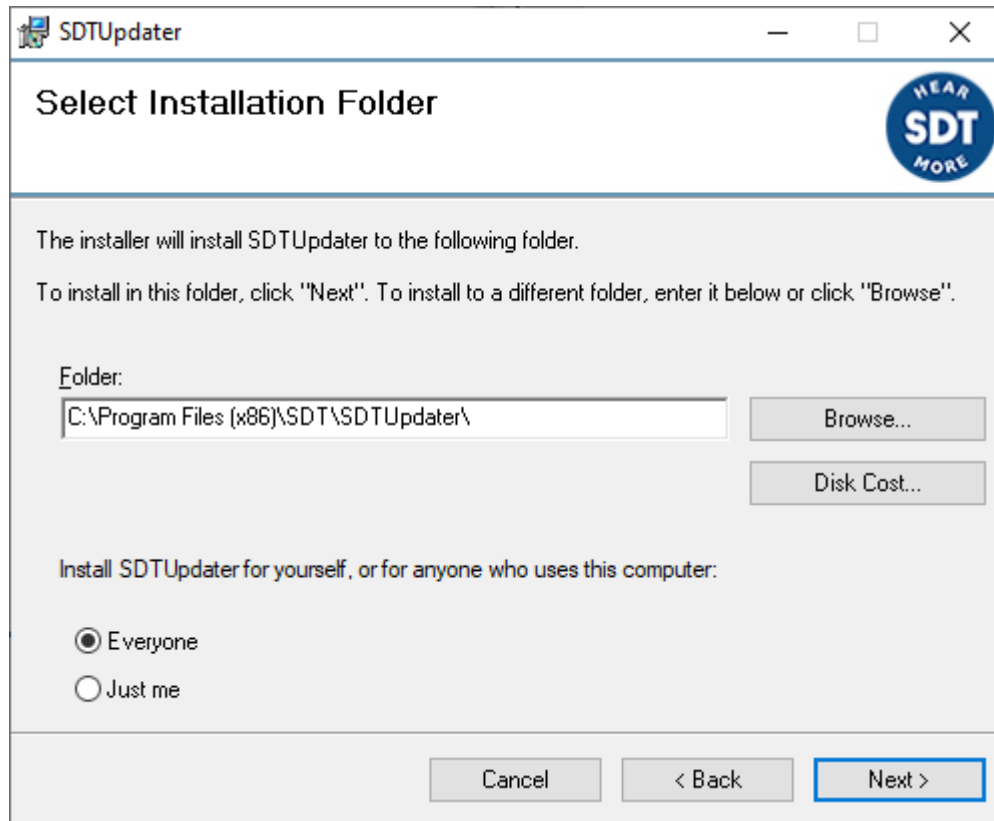 SDTUpdater
Select Installation Folder
HEAR
SDT
MORE
The installer will install SDTUpdater to the following folder.
To install in this folder, click "Next". To install to a different folder, enter it below or click "Browse".
Folder:
C:\Program Files (x86)\SDT\SDTUpdater\
Browse...
Disk Cost...
Install SDTUpdater for yourself, or for anyone who uses this computer:
Everyone
Just me
Cancel
< Back
Next >